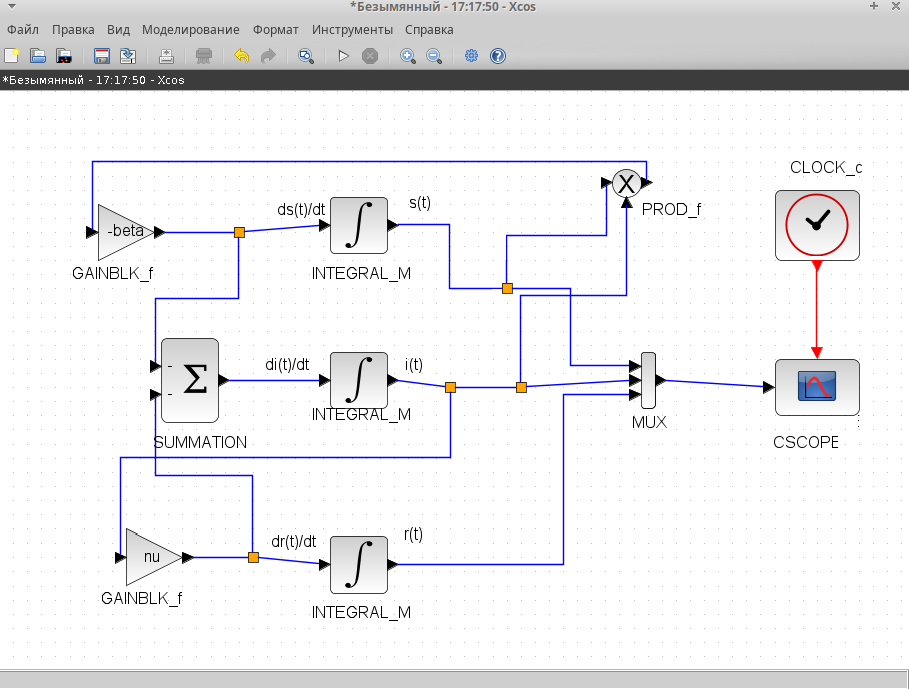 *Безымянный - 17:17:50 - Xcos
Файл Правка Вид Моделирование Формат Инструменты Справка
*Безымянный - 17:17:50 - Xcos
CLOCK_c
X
PROD_f
ds(t)/dt
s(t)
-beta
GAINBLK_f
INTEGRAL_M
di(t)/dt
i(t)
-
Σ
-
INTEGRAL_M
MUX
SUMMATION
CSCOPE
:
dr(t)/dt
r(t)
nu
GAINBLK_f
INTEGRAL_M